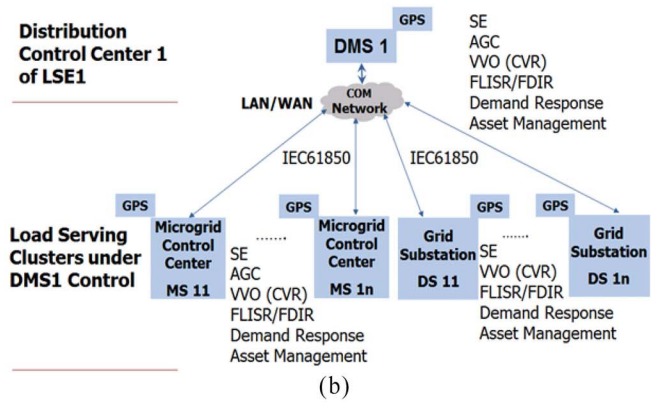 Distribution
Control Center 1
of LSE1
GPS
DMS 1
SE
AGC
VVO (CVR)
FLISR/FDIR
Demand Response
Asset Management
LAN/WAN
COM
Network
IEC61850
IEC61850
Load Serving
Clusters under
DMS1 Control
GPS
Microgrid
Control
Center
MS 11
.......
SE
AGC
VVO (CVR)
FLISR/FDIR
Demand Response
Asset Management
GPS
Microgrid
Control
Center
MS 1n
GPS
Grid
Substation
DS 11
......
SE
VVO (CVR)
FLISR/FDIR
Demand Response
Asset Management
GPS
Grid
Substation
DS 1n
(b)